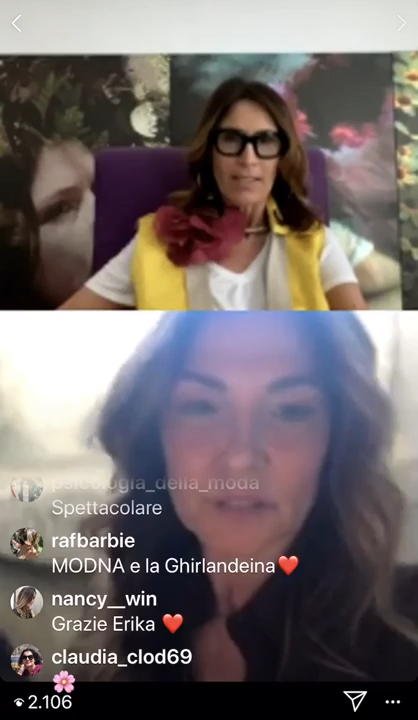 psicologia_della_moda
Spettacolare
rafbarbie
MODNA e la Ghirlandeina❤️
nancy__win
Grazie Erika ❤️
claudia_clod69
🌸
2.106